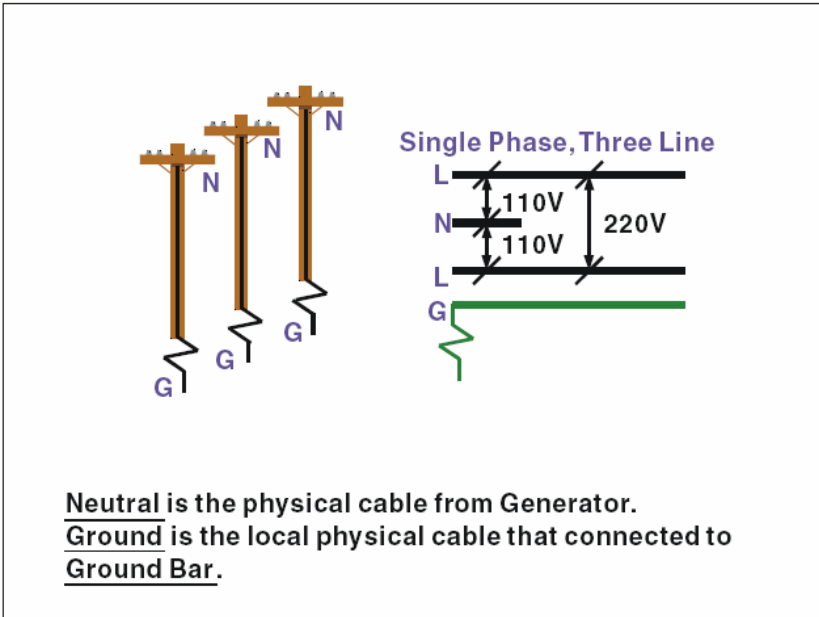 N
N
N
G
G
G
Single Phase, Three Line
L
110V
N
220V
110V
L
G
Neutral is the physical cable from Generator.
Ground is the local physical cable that connected to
Ground Bar.